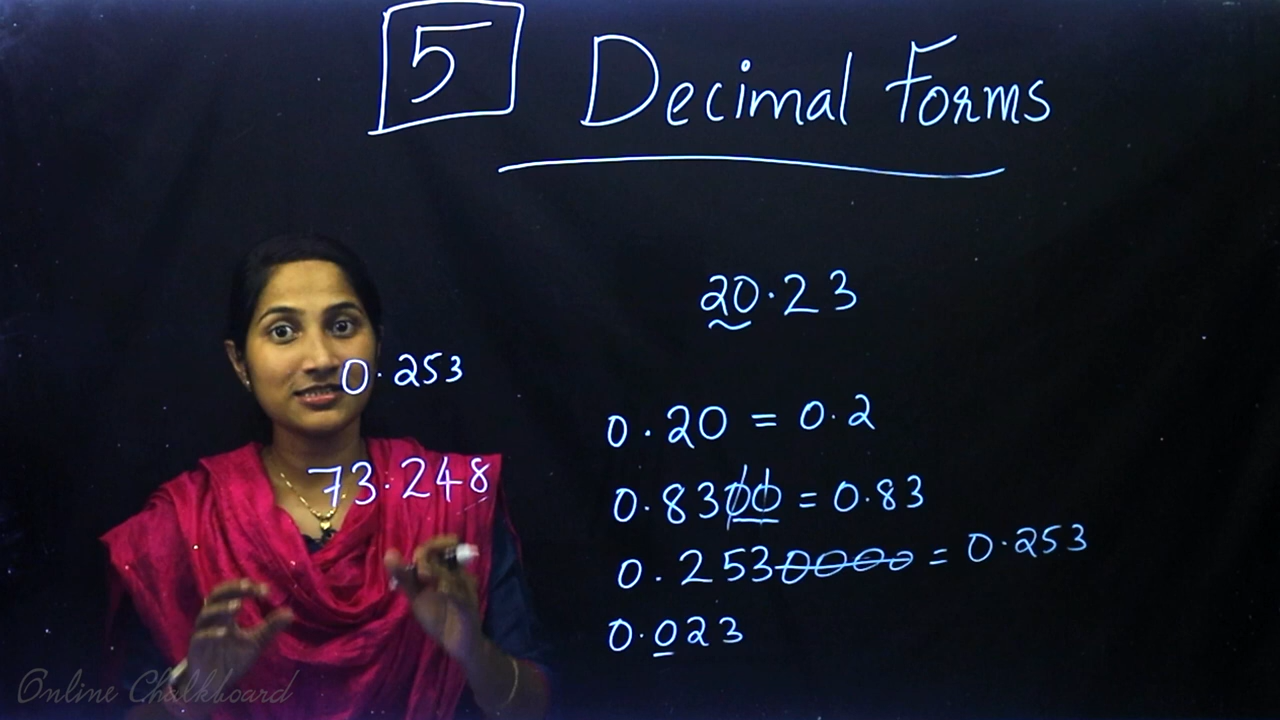 5 Decimal Forms
20.23
0.253
0.20 = 0.2
73.248
0.8300 = 0.83
0.2530000 = 0.253
0.023
Online Chalkboard